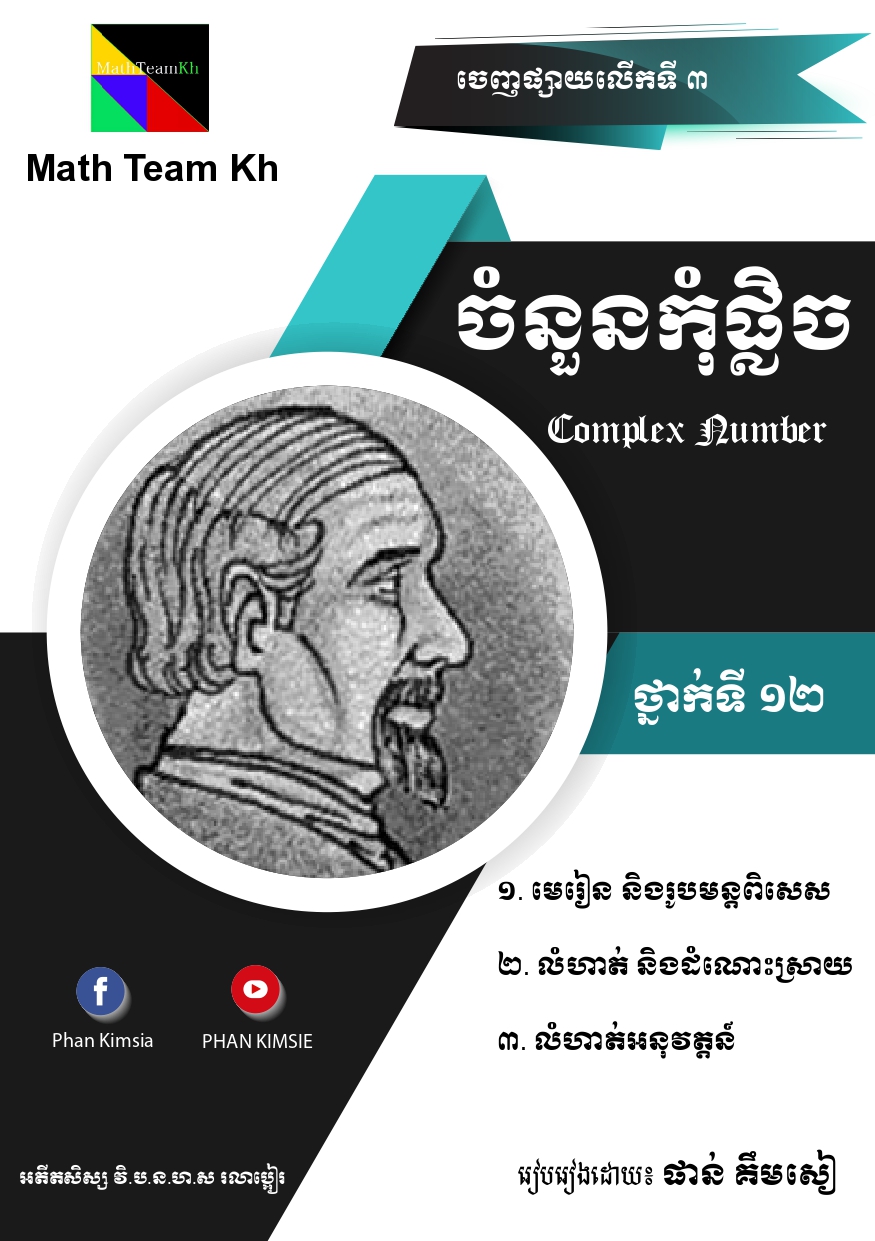 MathTeamKh
Math Team Kh
ចេញផ្សាយលើកទី ៣
ចំនួនកុំផ្លិច
Complex Number
ថ្នាក់ទី ១២
១. មេរៀន និងរូបមន្តពិសេស
២. លំហាត់ និងដំណោះស្រាយ
៣. លំហាត់អនុវត្តន៍
Phan Kimsia
PHAN KIMSIE
អតីតសិស្ស វិ.ប.ន.ហ.ស រលាប្អៀរ
រៀបរៀងដោយ៖ ផាន់ គឹមសៀ